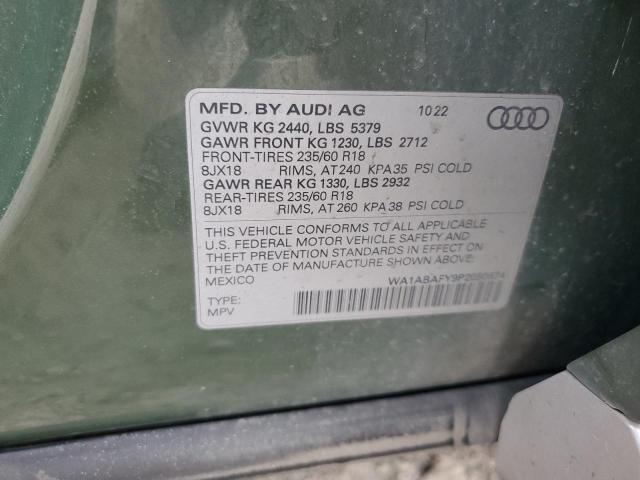 MFD. BY AUDI AG 10 22
GVWR KG 2440, LBS 5379
GAWR FRONT KG 1230, LBS 2712
FRONT-TIRES 235/60 R18
8JX18 RIMS, AT 240 KPA 35 PSI COLD
GAWR REAR KG 1330, LBS 2932
REAR-TIRES 235/60 R18
8JX18 RIMS, AT 260 KPA 38 PSI COLD
THIS VEHICLE CONFORMS TO ALL APPLICABLE
U.S. FEDERAL MOTOR VEHICLE SAFETY AND
THEFT PREVENTION STANDARDS IN EFFECT ON
THE DATE OF MANUFACTURE SHOWN ABOVE:
MEXICO
TYPE:
MPV